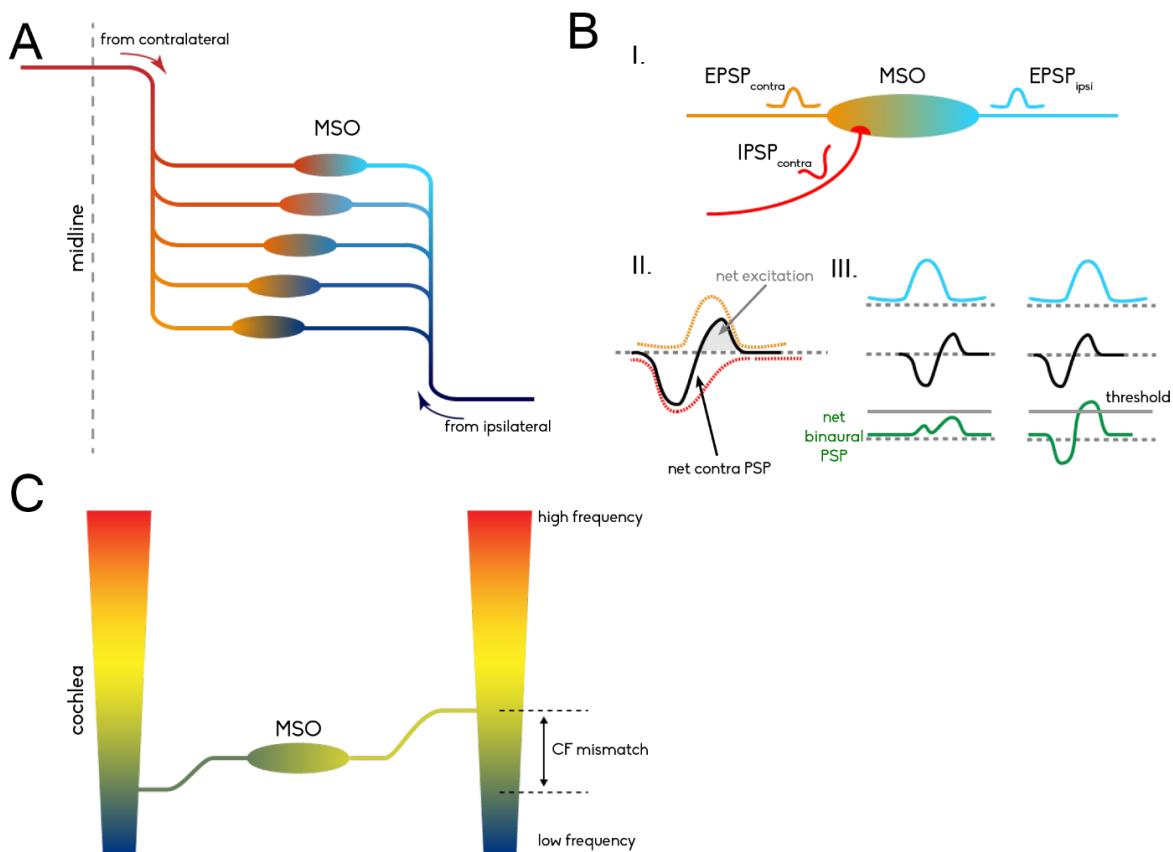 A
from contralateral
midline
MSO
from ipsilateral
B
I.
EPSPcontra
MSO
EPSPipsi
IPSPcontra
II.
net excitation
net contra PSP
III.
threshold
net
binaural
PSP
C
cochlea
MSO
high frequency
CF mismatch
low frequency